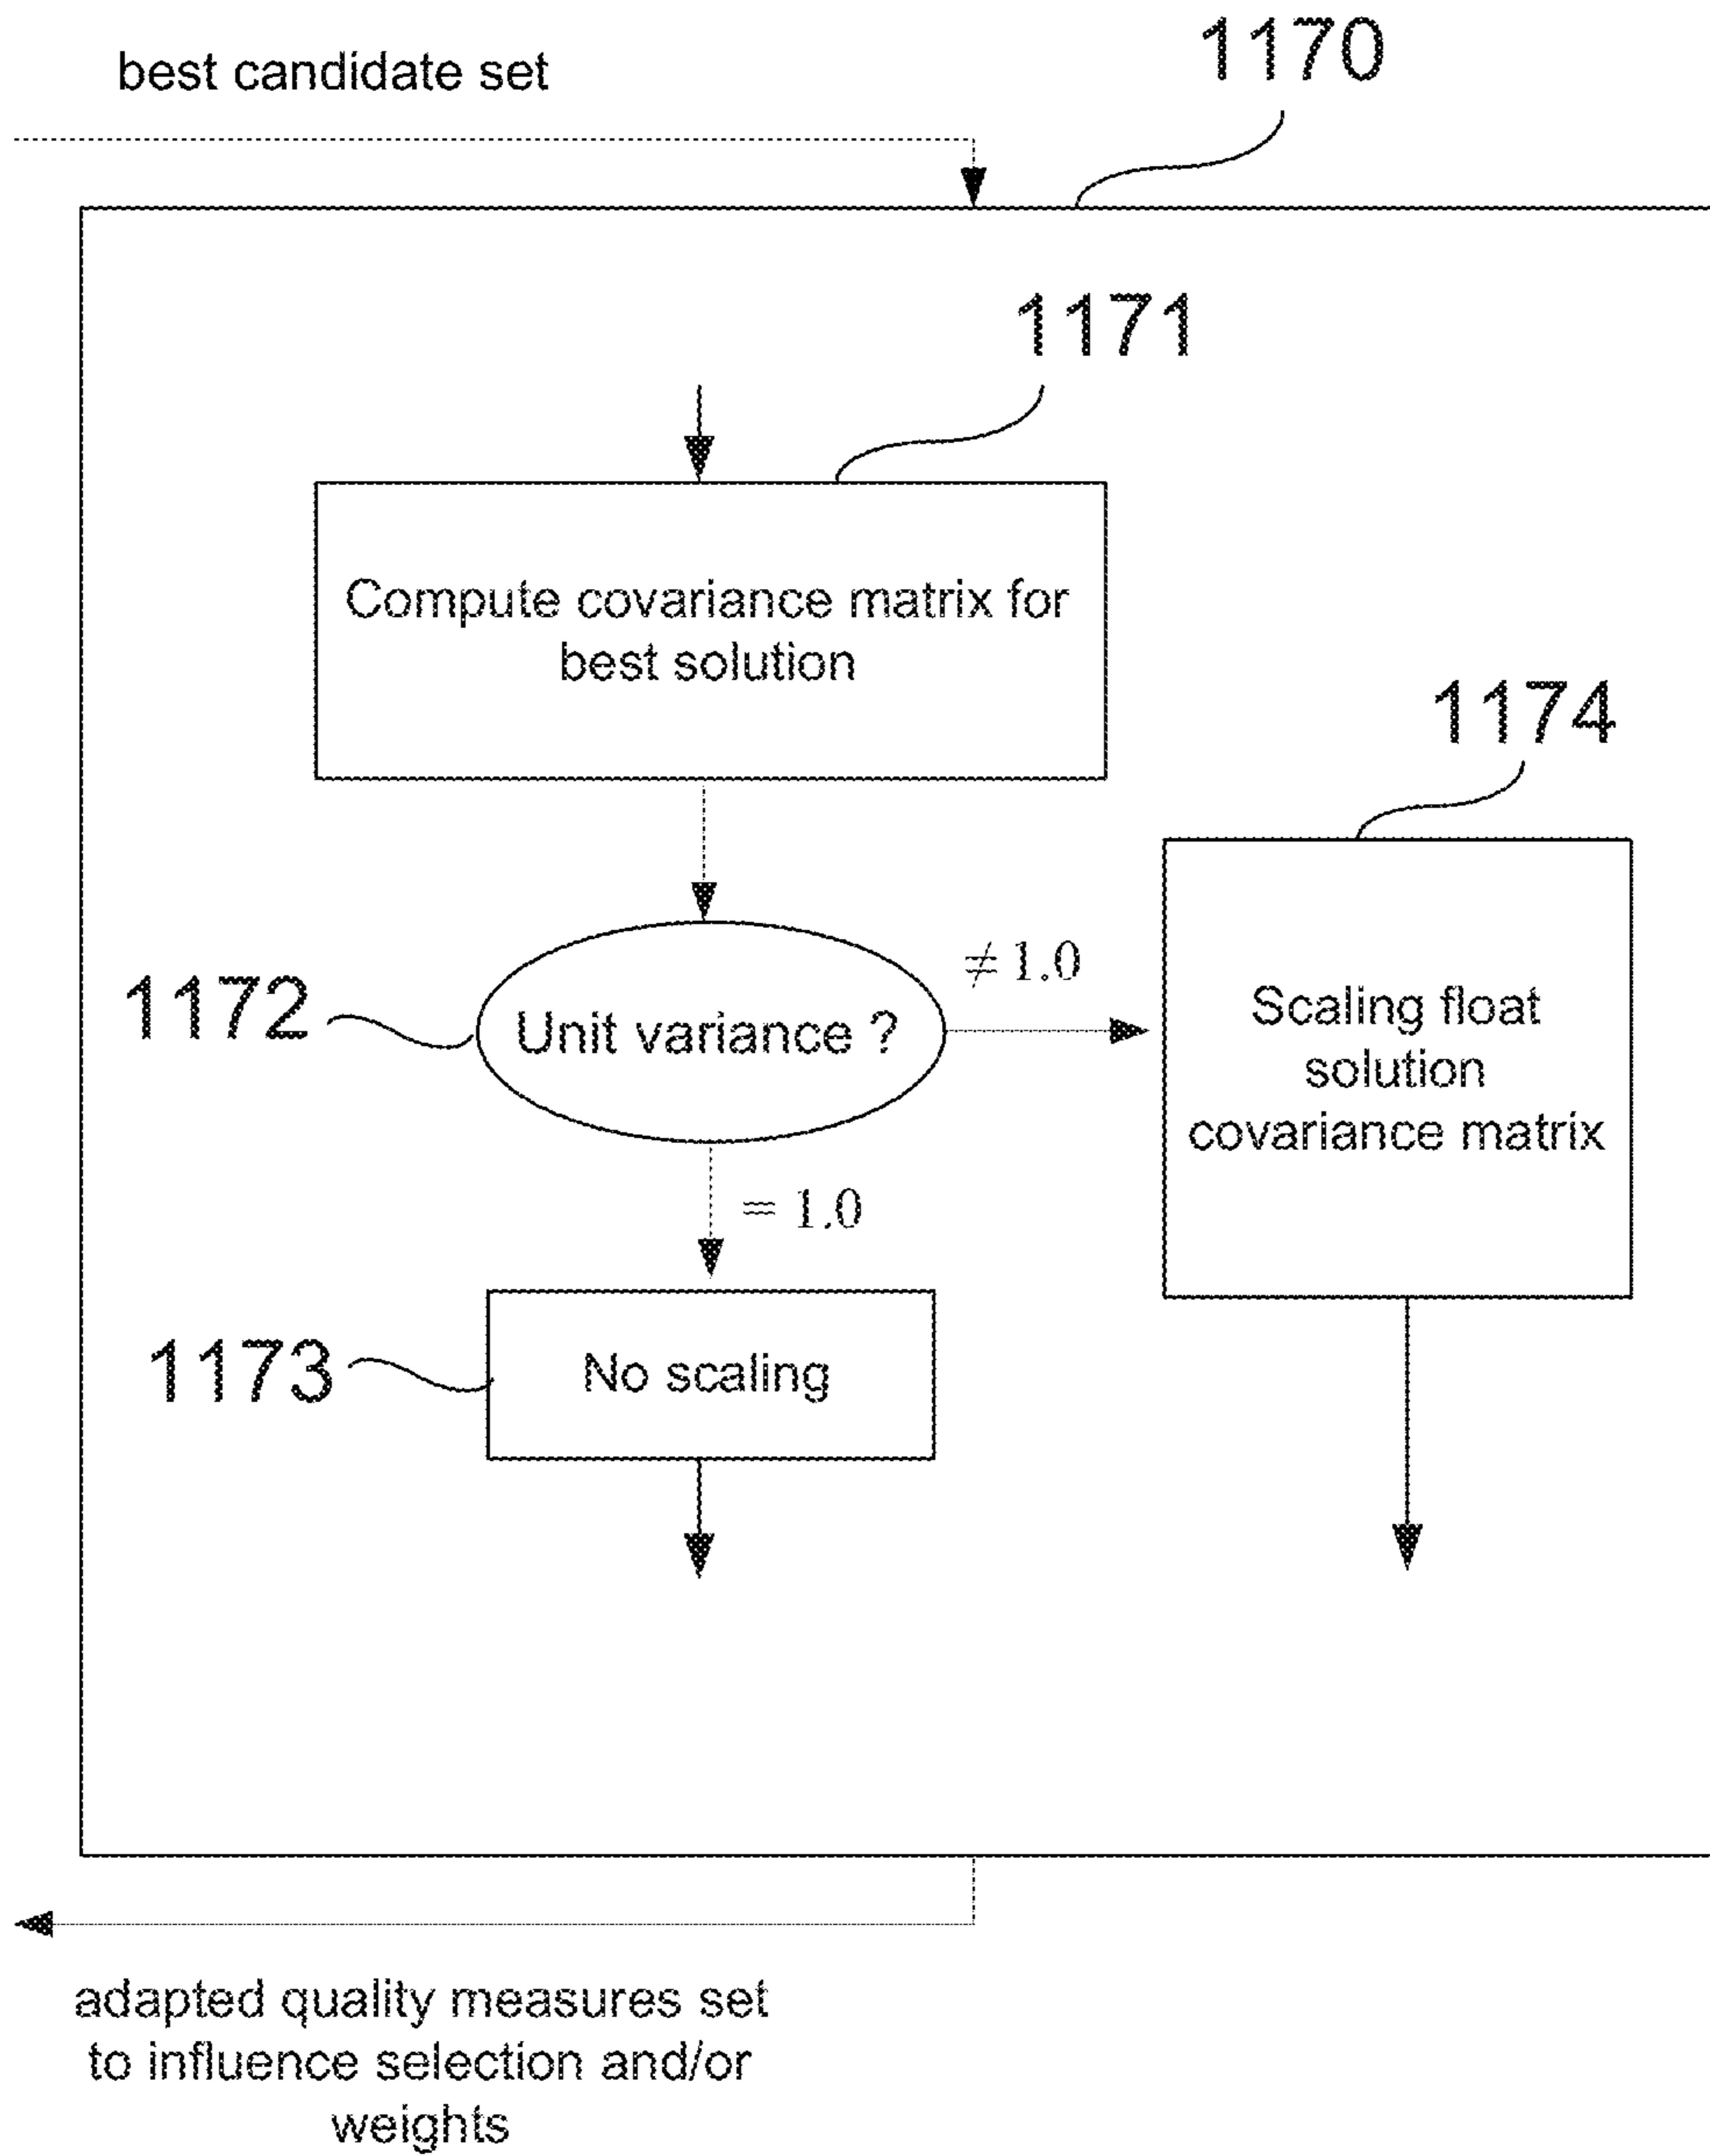 best candidate set
1170
1171
Compute covariance matrix for
best solution
1174
1172
Unit variance ?
≠ 1.0
Scaling float
solution
covariance matrix
= 1.0
1173
No scaling
adapted quality measures set
to influence selection and/or
weights